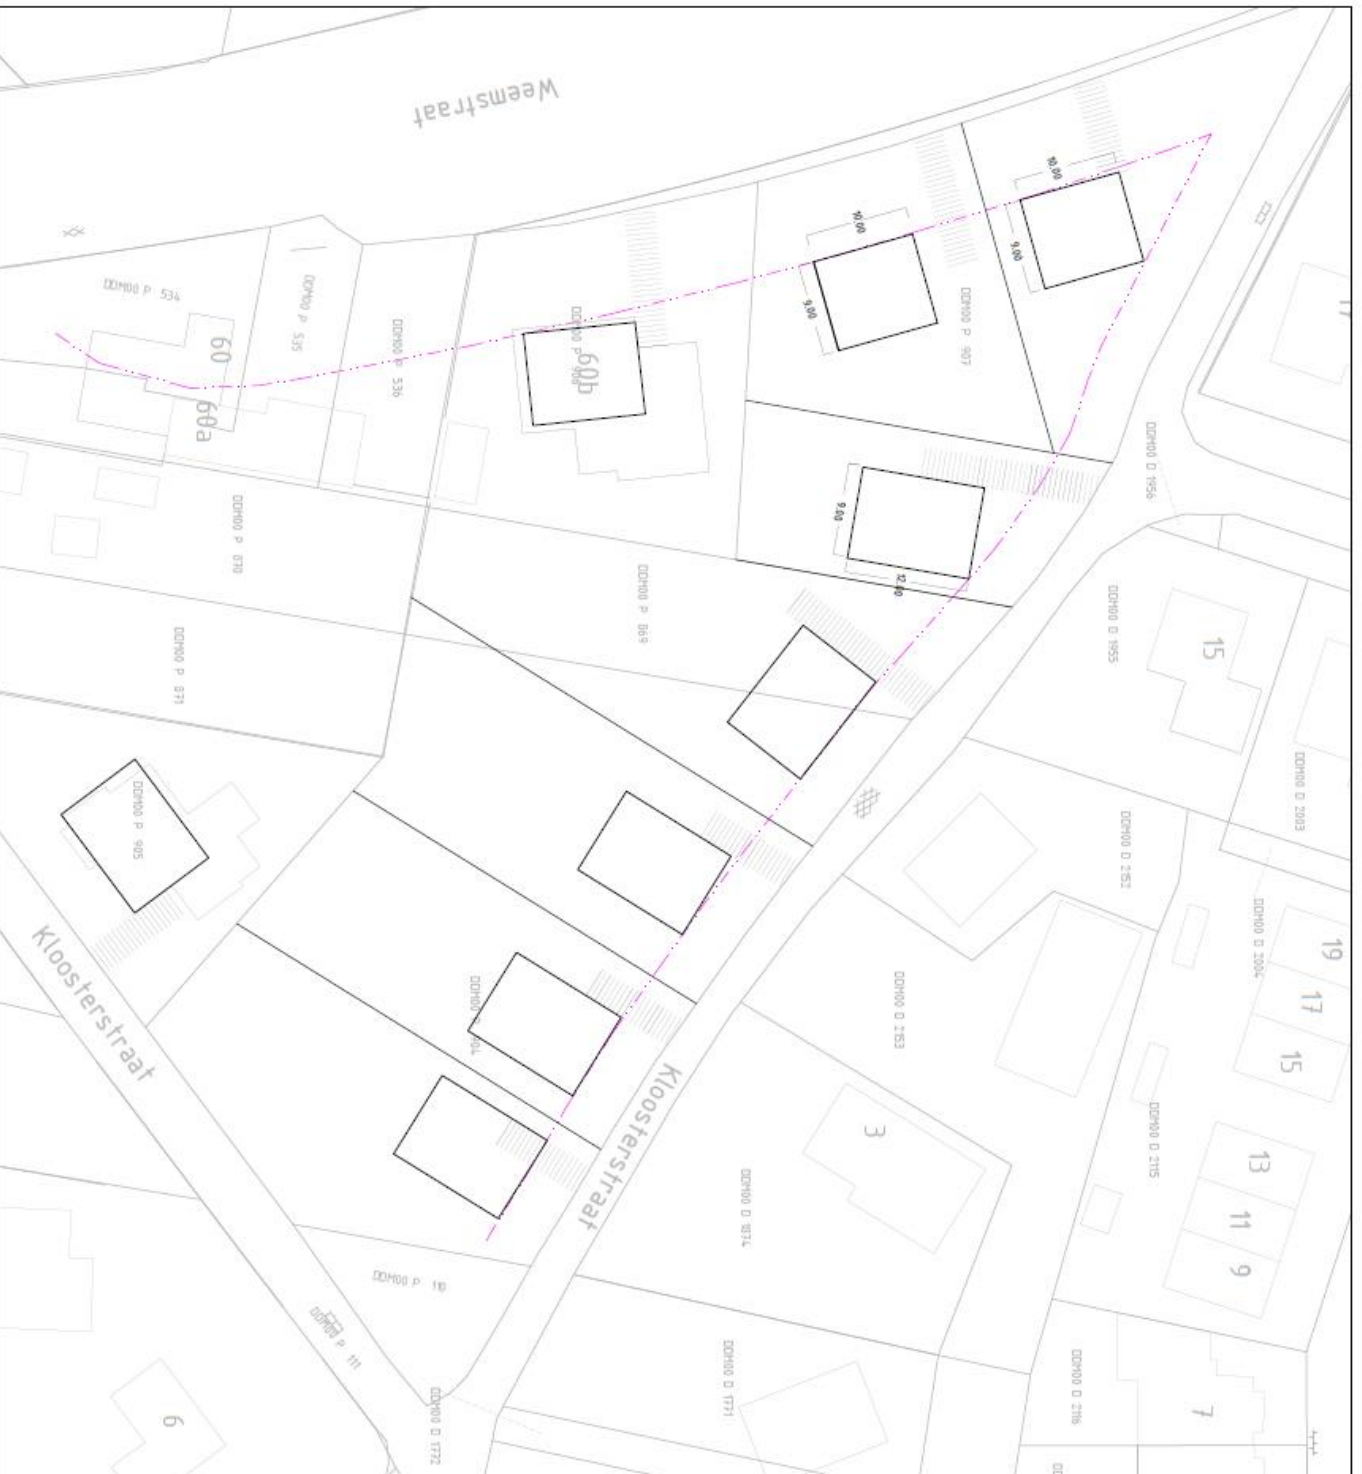 Weemstraat
10.00
9.00
10.00
9.00
DDM00 P 534
DDM00 P 535
60
60a
DDM00 P 536
60b
DDM00 P 907
17
DDM00 D 1956
9.00
12.00
DDM00 P 870
DDM00 P 869
DDM00 D 1955
15
DDM00 P 871
DDM00 P 905
DDM00 D 2003
DDM00 D 2152
DDM00 D 2004
19
17
15
Kloosterstraat
DDM00 P 904
DDM00 D 2153
Kloosterstraat
3
DDM00 D 2115
13
11
9
DDM00 D 1874
DDM00 P 110
DDM00 P 111
DDM00 D 1771
DDM00 D 1772
DDM00 D 2116
7
6